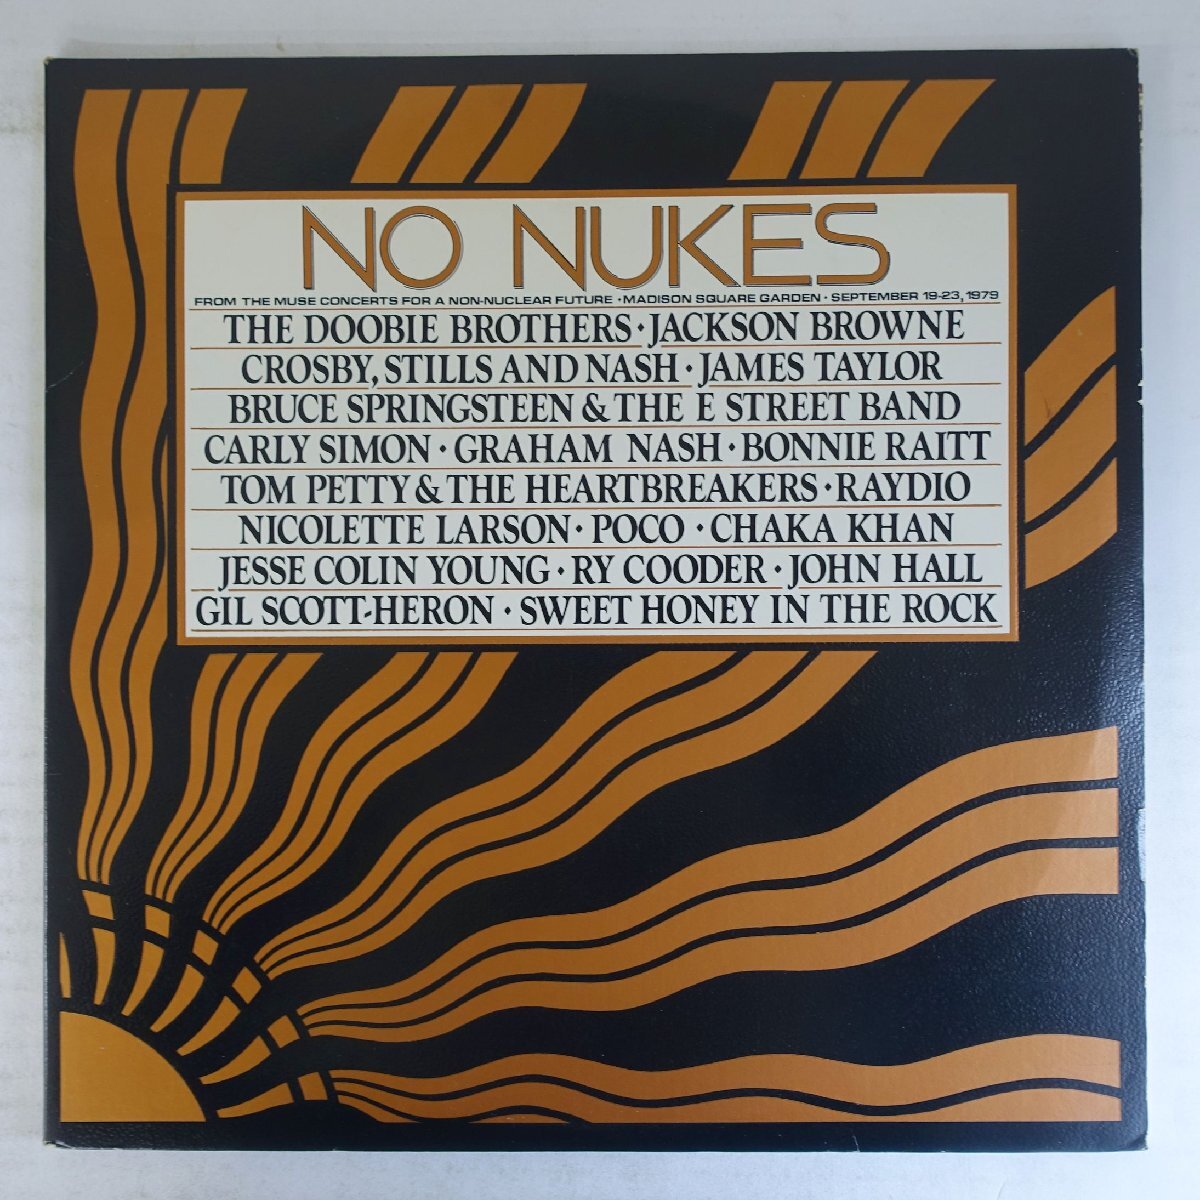 NO NUKES
FROM THE MUSE CONCERTS FOR A NON-NUCLEAR FUTURE • MADISON SQUARE GARDEN • SEPTEMBER 19-23, 1979
THE DOOBIE BROTHERS • JACKSON BROWNE
CROSBY, STILLS AND NASH • JAMES TAYLOR
BRUCE SPRINGSTEEN & THE E STREET BAND
CARLY SIMON • GRAHAM NASH • BONNIE RAITT
TOM PETTY & THE HEARTBREAKERS • RAYDIO
NICOLETTE LARSON • POCO • CHAKA KHAN
JESSE COLIN YOUNG • RY COODER • JOHN HALL
GIL SCOTT-HERON • SWEET HONEY IN THE ROCK